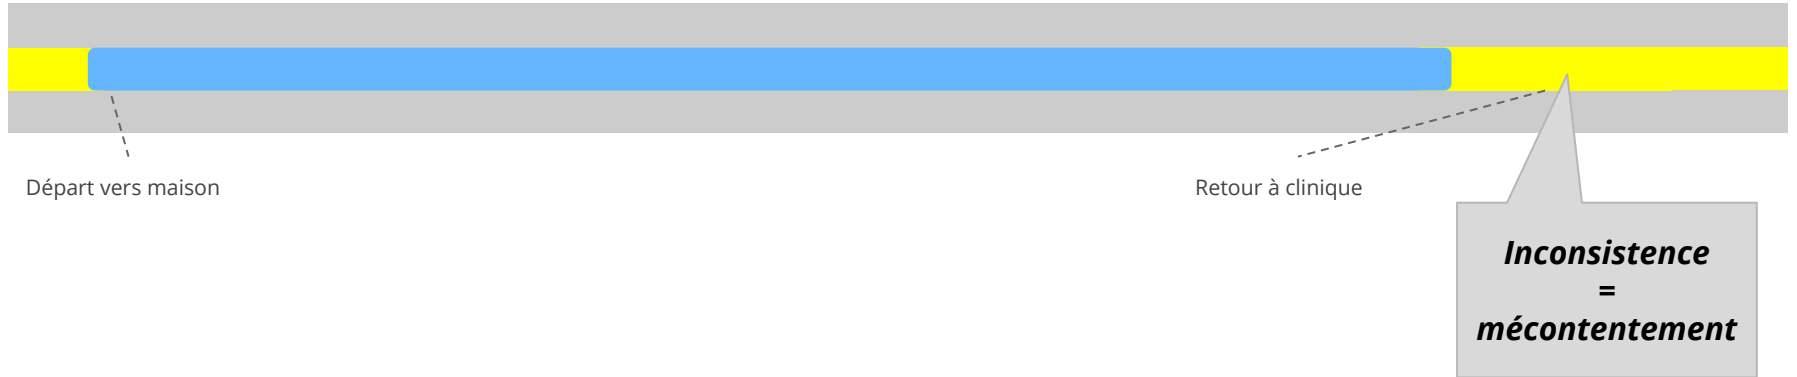 Départ vers maison
Retour à clinique
Inconsistence
=
mécontentement